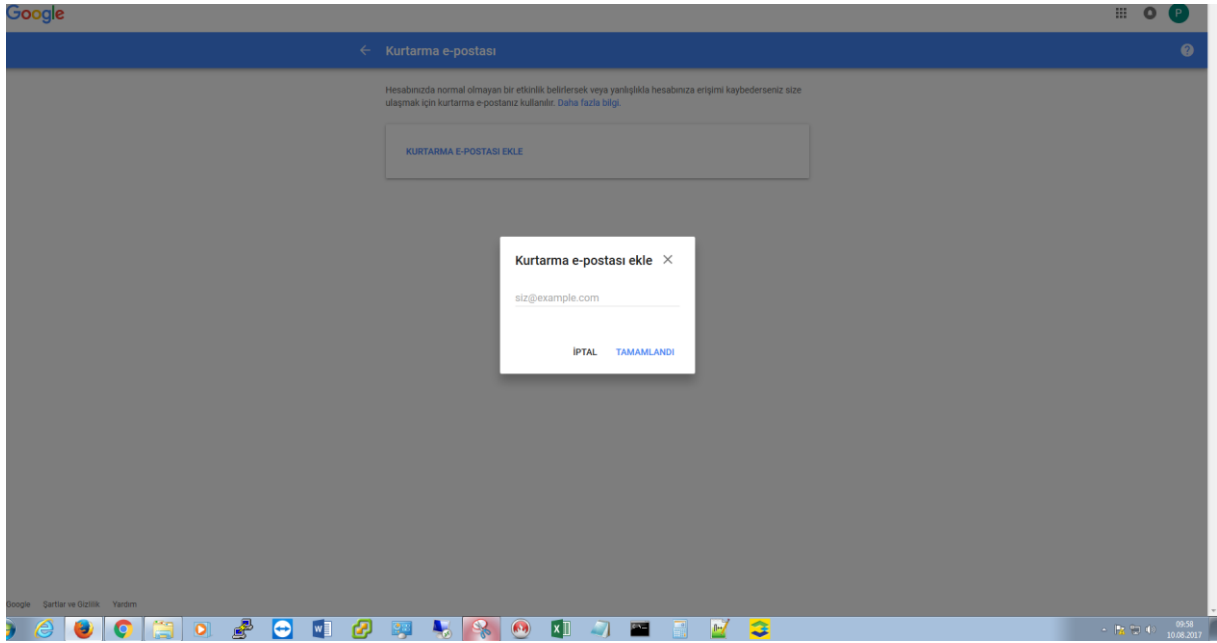 Google
P
Kurtarma e-postası
Hesabınızda normal olmayan bir etkinlik belirlersek veya yanlışlıkla hesabınıza erişimi kaybederseniz size
ulaşmak için kurtarma e-postanız kullanılır. Daha fazla bilgi.
KURTARMA E-POSTASI EKLE
Kurtarma e-postası ekle
siz@example.com
İPTAL TAMAMLANDI
Google Şartlar ve Gizlilik Yardım
09:58
10.08.2017